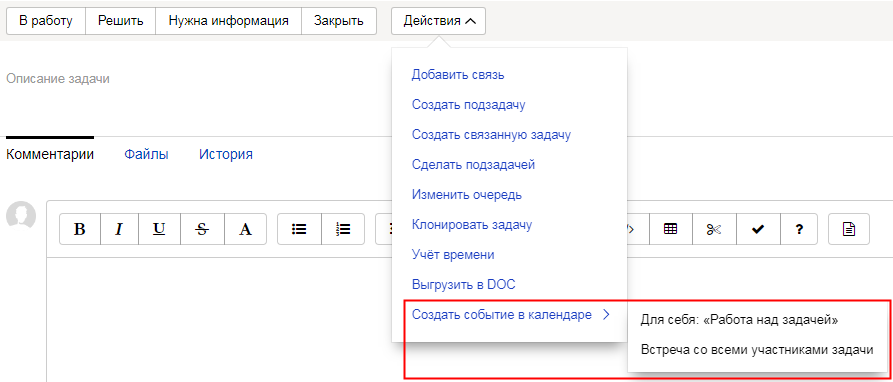 В работу Решить Нужна информация Закрыть Действия
Добавить связь
Описание задачи
Создать подзадачу
Создать связанную задачу
Комментарии Файлы История
Сделать подзадачей
Изменить очередь
B I U S A ?
Клонировать задачу
Учёт времени
Выгрузить в DOC
Создать событие в календаре
Для себя: «Работа над задачей»
Встреча со всеми участниками задачи